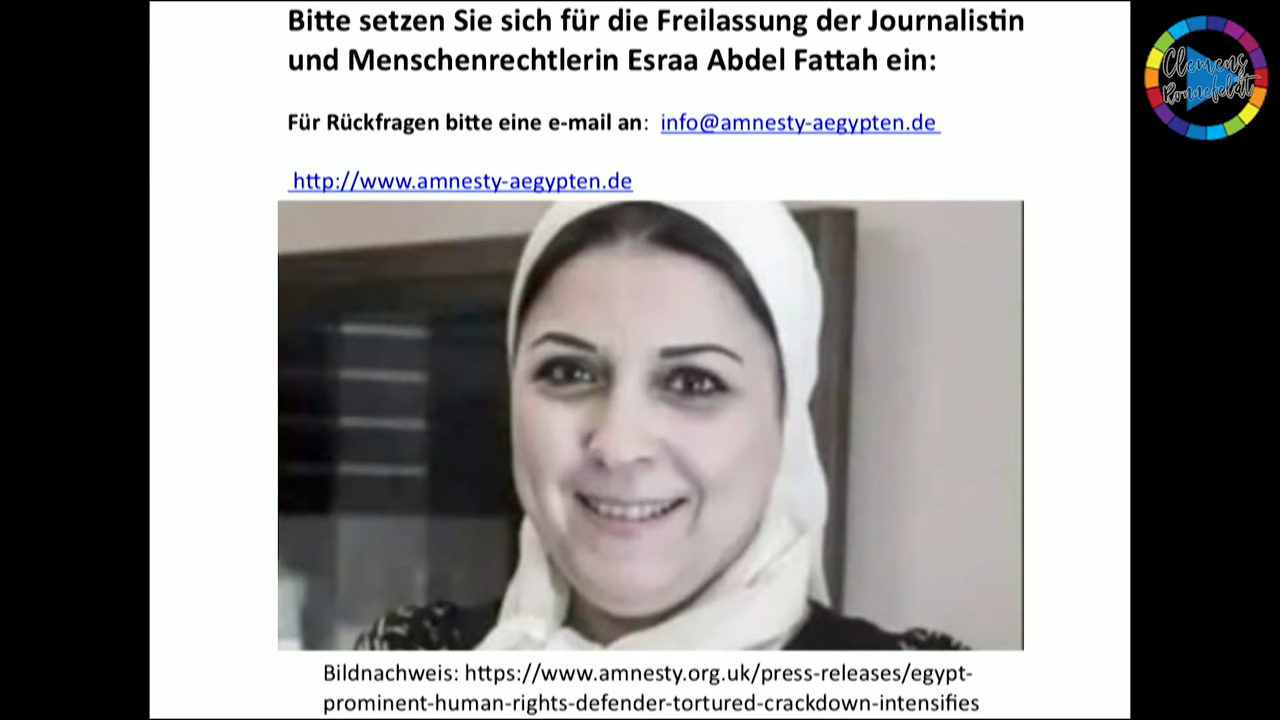 Bitte setzen Sie sich für die Freilassung der Journalistin
und Menschenrechtlerin Esraa Abdel Fattah ein:
Für Rückfragen bitte eine e-mail an: info@amnesty-aegypten.de
http://www.amnesty-aegypten.de
Bildnachweis: https://www.amnesty.org.uk/press-releases/egypt-
prominent-human-rights-defender-tortured-crackdown-intensifies
Clemens
Ronnefeldt